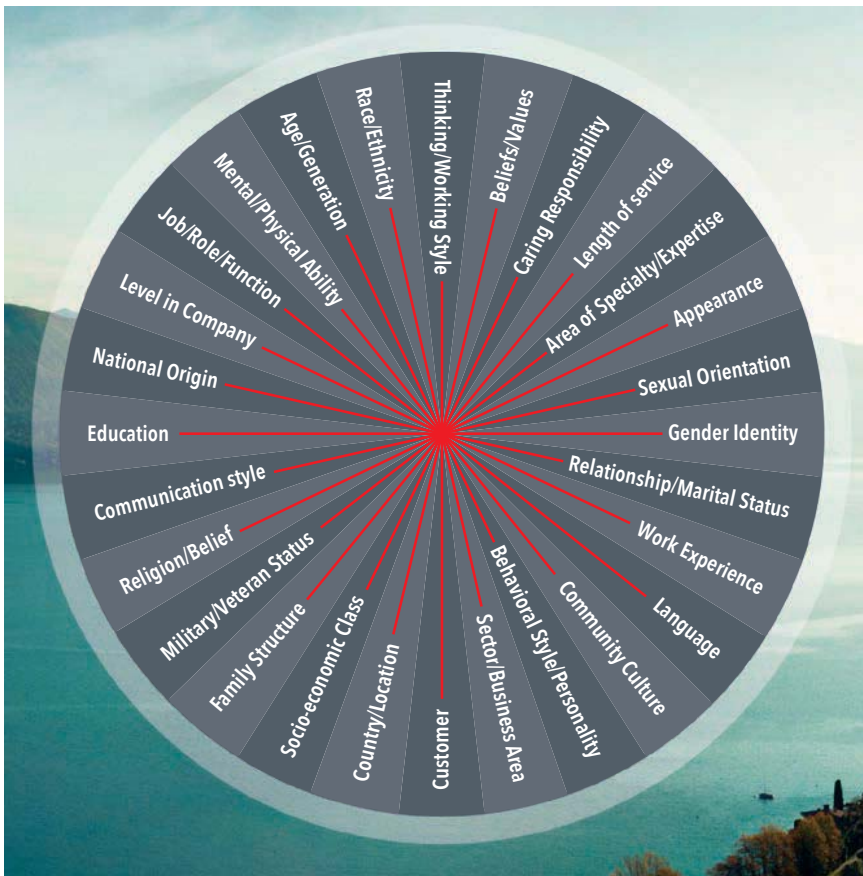 Thinking/Working Style
Beliefs/Values
Caring Responsibility
Length of service
Area of Specialty/Expertise
Appearance
Sexual Orientation
Gender Identity
Relationship/Marital Status
Work Experience
Language
Community Culture
Behavioral Style/Personality
Sector/Business Area
Customer
Country/Location
Socio-economic Class
Family Structure
Military/Veteran Status
Religion/Belief
Communication style
Education
National Origin
Level in Company
Job/Role/Function
Mental/Physical Ability
Age/Generation
Race/Ethnicity